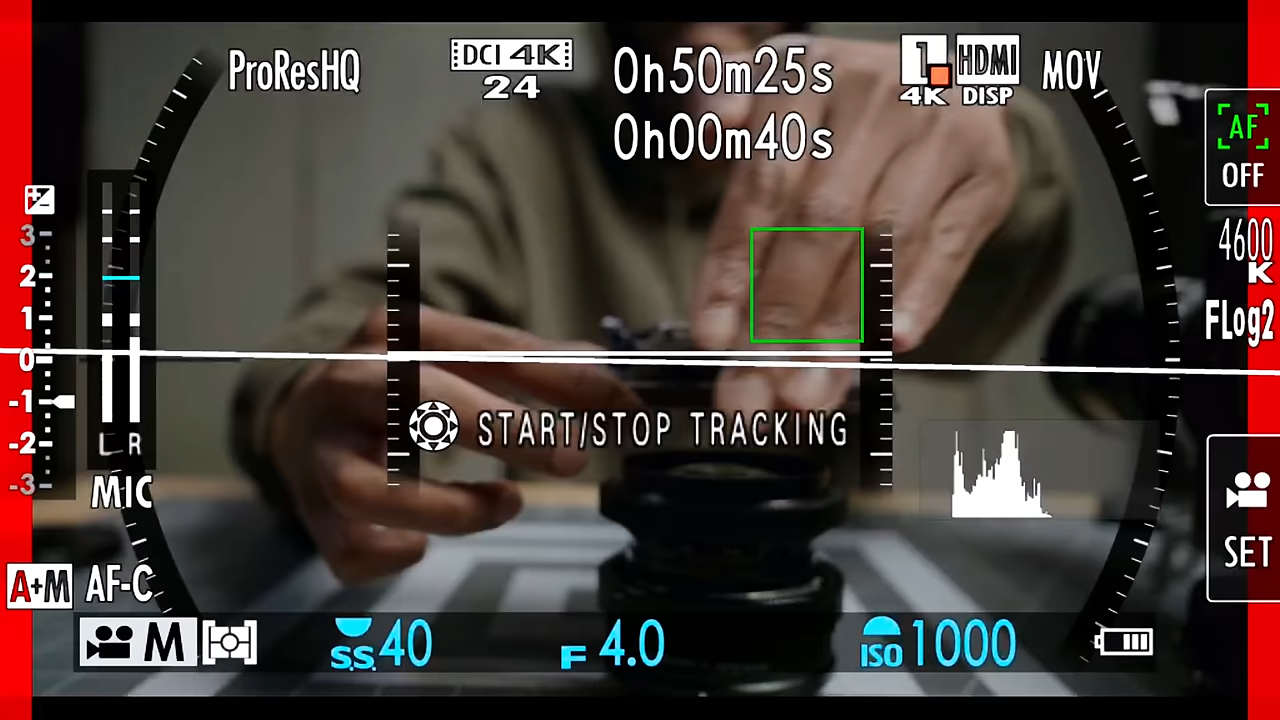 ProResHQ
DCI 4K
24
0h50m25s
0h00m40s
1
4K
HDMI
DISP
MOV
AF
OFF
4600
K
FLog2
3
2
1
0
-1
-2
-3
L R
MIC
START/STOP TRACKING
SET
A+M AF-C
M
S.S. 40
F 4.0
ISO 1000